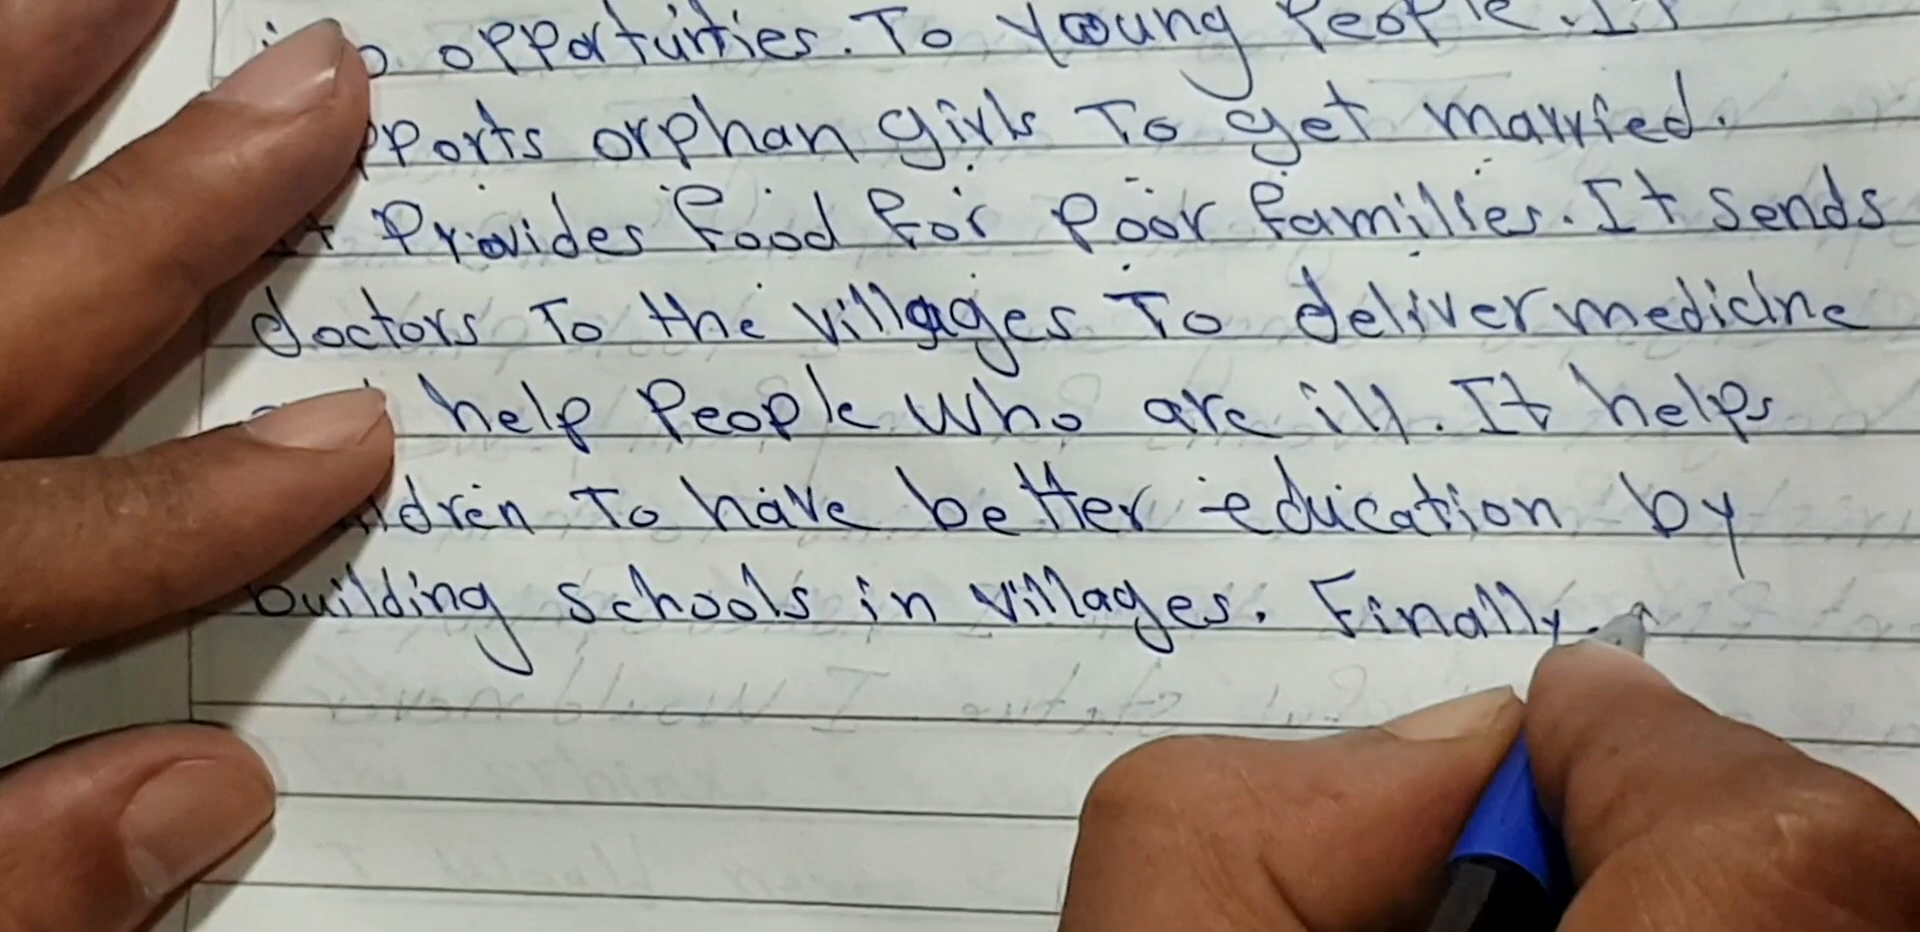 opportunities. To young people. It
pports orphan girls To get married.
It Provides food for poor families. It sends
doctors To the villages To deliver medicine
help People who are ill. It helps
ldren To have better education by
building schools in villages. Finally